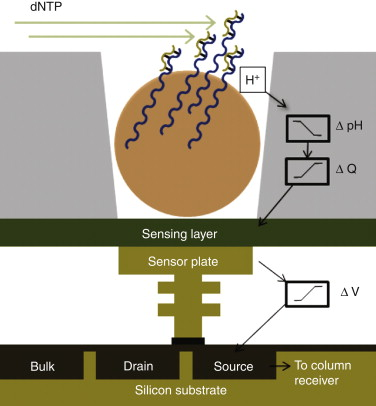 dNTP
H⁺
Δ pH
Δ Q
Sensing layer
Sensor plate
Δ V
Bulk
Drain
Source
To column
receiver
Silicon substrate